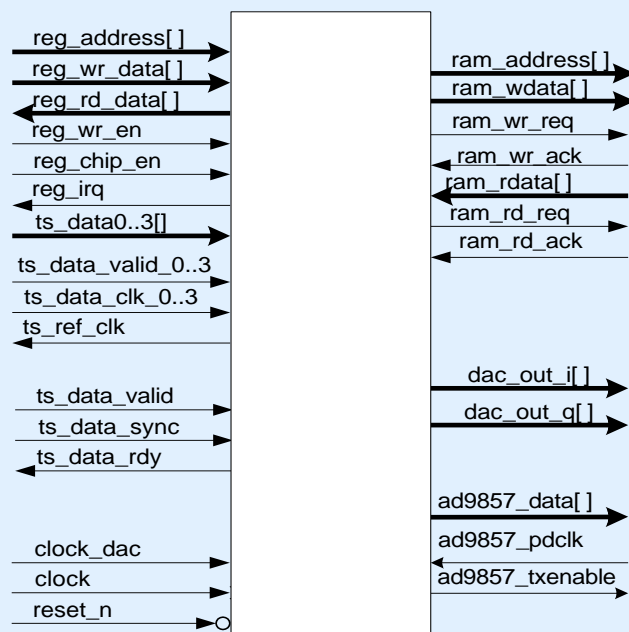 reg_address[ ]
reg_wr_data[ ]
reg_rd_data[ ]
reg_wr_en
reg_chip_en
reg_irq
ts_data0..3[]
ts_data_valid_0..3
ts_data_clk_0..3
ts_ref_clk
ts_data_valid
ts_data_sync
ts_data_rdy
clock_dac
clock
reset_n
ram_address[ ]
ram_wdata[ ]
ram_wr_req
ram_wr_ack
ram_rdata[ ]
ram_rd_req
ram_rd_ack
dac_out_i[ ]
dac_out_q[ ]
ad9857_data[ ]
ad9857_pdclk
ad9857_txenable